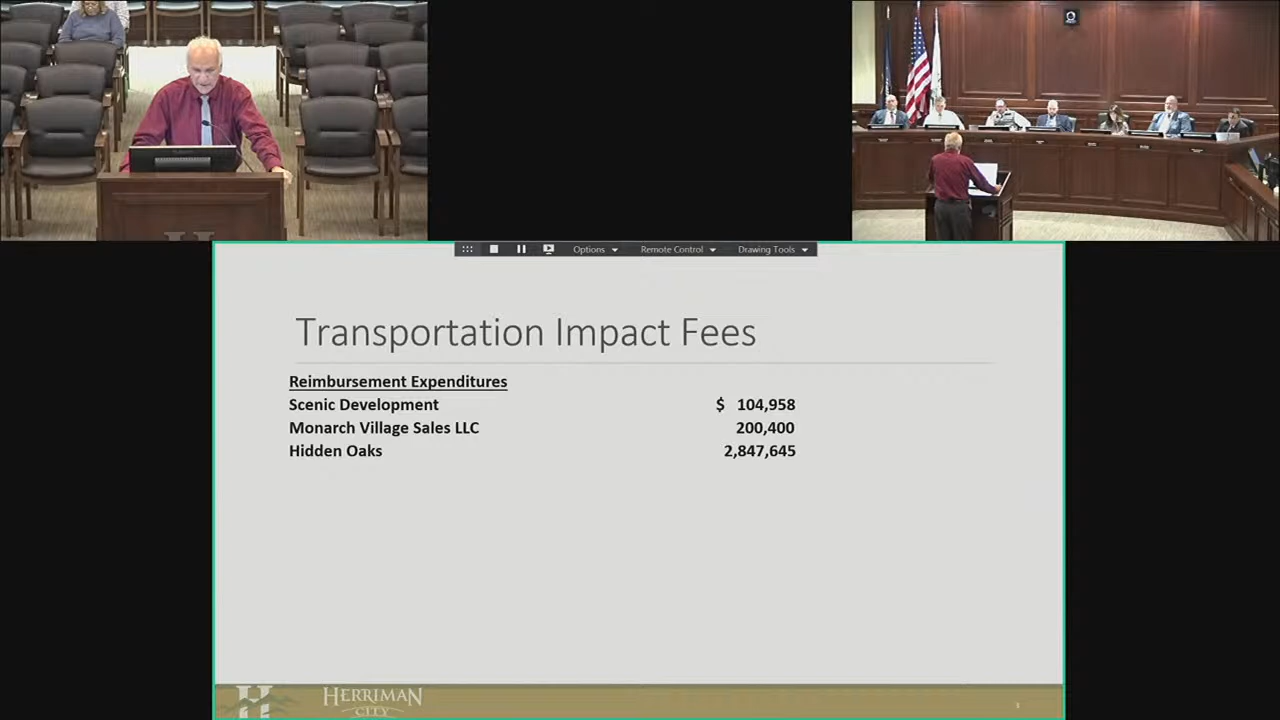 Options
Remote Control
Drawing Tools
Transportation Impact Fees
Reimbursement Expenditures
Scenic Development $ 104,958
Monarch Village Sales LLC 200,400
Hidden Oaks 2,847,645
H
HERRIMAN
CITY